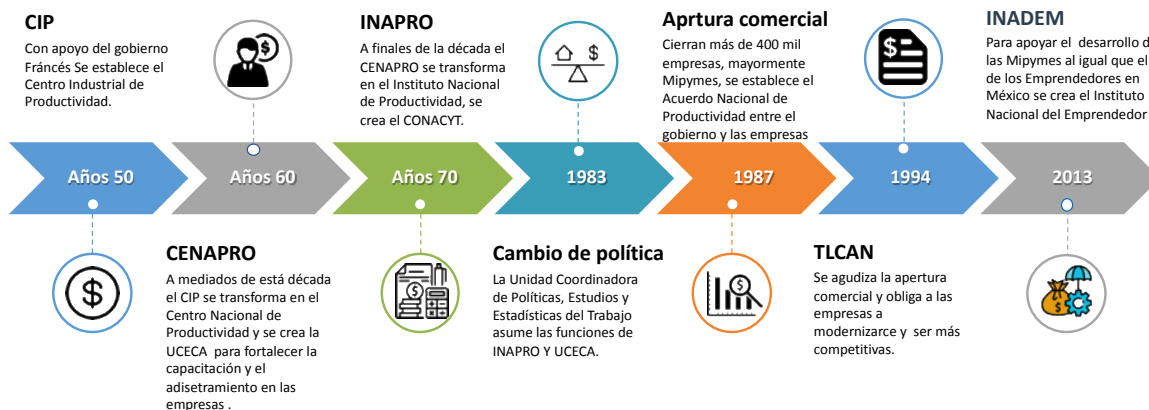 CIP
Con apoyo del gobierno
Fráncés Se establece el
Centro Industrial de
Productividad.
INAPRO
A finales de la década el
CENAPRO se transforma
en el Instituto Nacional
de Productividad, se
crea el CONACYT.
Aprtura comercial
Cierran más de 400 mil
empresas, mayormente
Mipymes, se establece el
Acuerdo Nacional de
Productividad entre el
gobierno y las empresas
INADEM
Para apoyar el desarrollo d
las Mipymes al igual que el
de los Emprendedores en
México se crea el Instituto
Nacional del Emprendedor
Años 50
Años 60
Años 70
1983
1987
1994
2013
CENAPRO
A mediados de está década
el CIP se transforma en el
Centro Nacional de
Productividad y se crea la
UCECA para fortalecer la
capacitación y el
adisetramiento en las
empresas .
Cambio de política
La Unidad Coordinadora
de Políticas, Estudios y
Estadísticas del Trabajo
asume las funciones de
INAPRO Y UCECA.
TLCAN
Se agudiza la apertura
comercial y obliga a las
empresas a
modernizarce y ser más
competitivas.